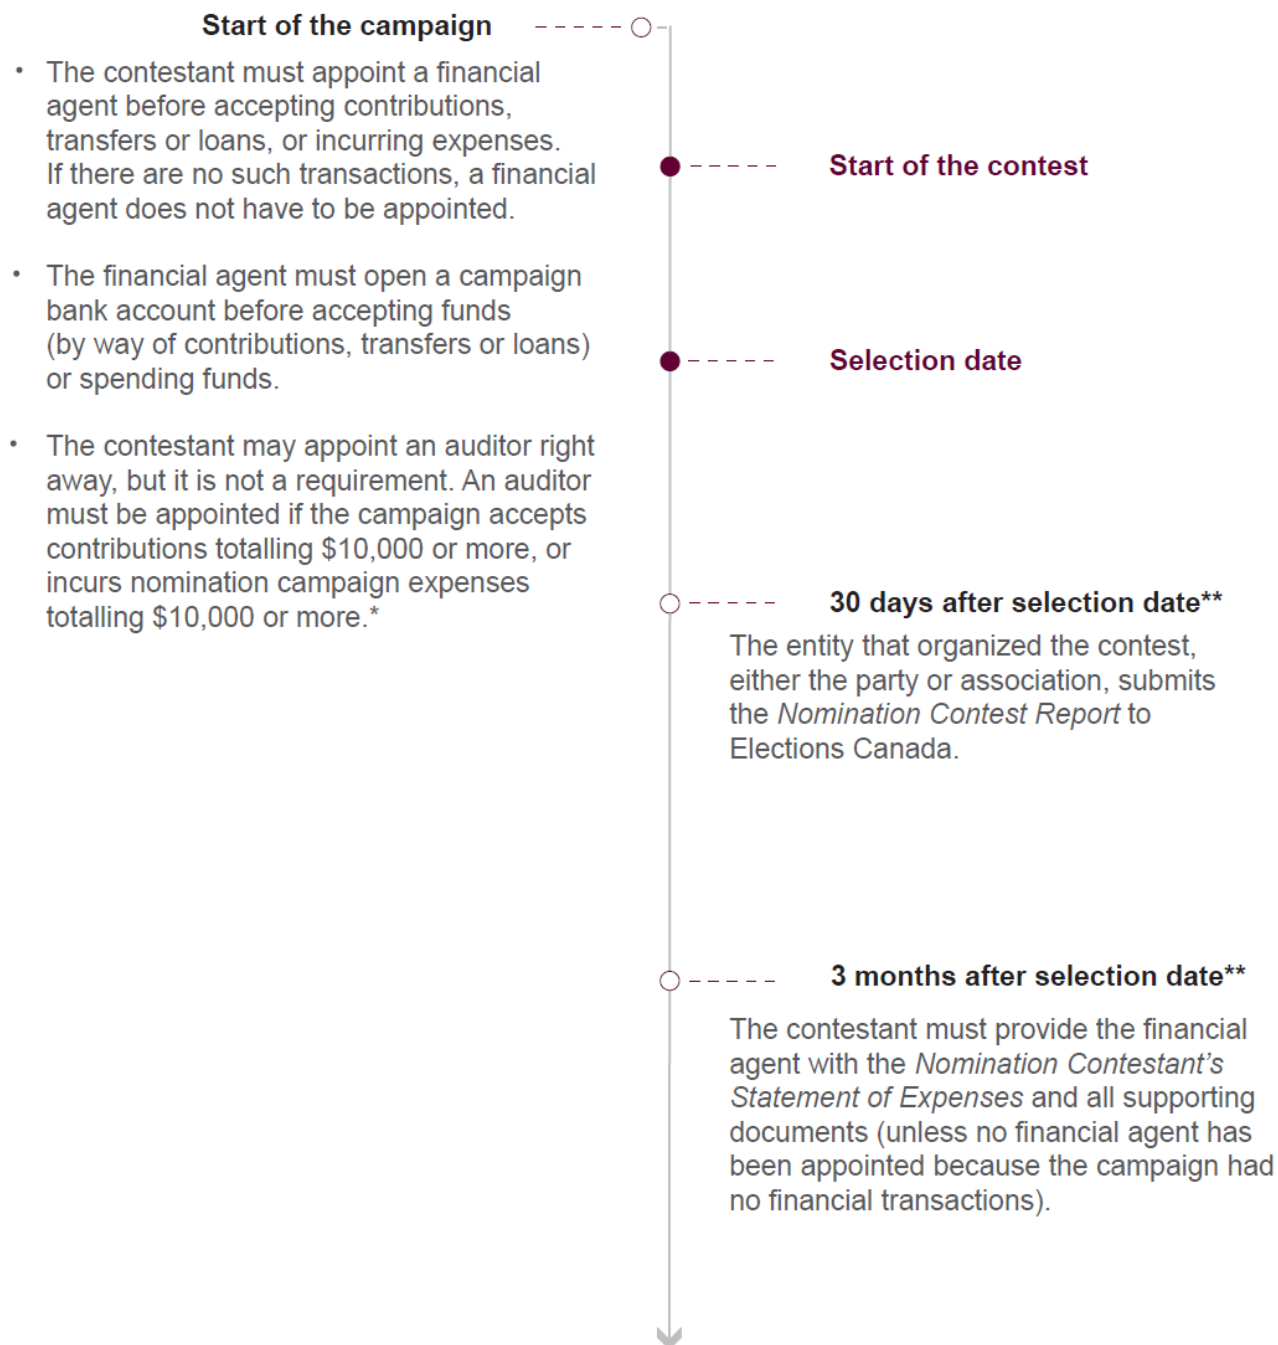 Start of the campaign
• The contestant must appoint a financial
agent before accepting contributions,
transfers or loans, or incurring expenses.
If there are no such transactions, a financial
agent does not have to be appointed.
• The financial agent must open a campaign
bank account before accepting funds
(by way of contributions, transfers or loans)
or spending funds.
• The contestant may appoint an auditor right
away, but it is not a requirement. An auditor
must be appointed if the campaign accepts
contributions totalling $10,000 or more, or
incurs nomination campaign expenses
totalling $10,000 or more.*
Start of the contest
Selection date
30 days after selection date**
The entity that organized the contest,
either the party or association, submits
the Nomination Contest Report to
Elections Canada.
3 months after selection date**
The contestant must provide the financial
agent with the Nomination Contestant’s
Statement of Expenses and all supporting
documents (unless no financial agent has
been appointed because the campaign had
no financial transactions).